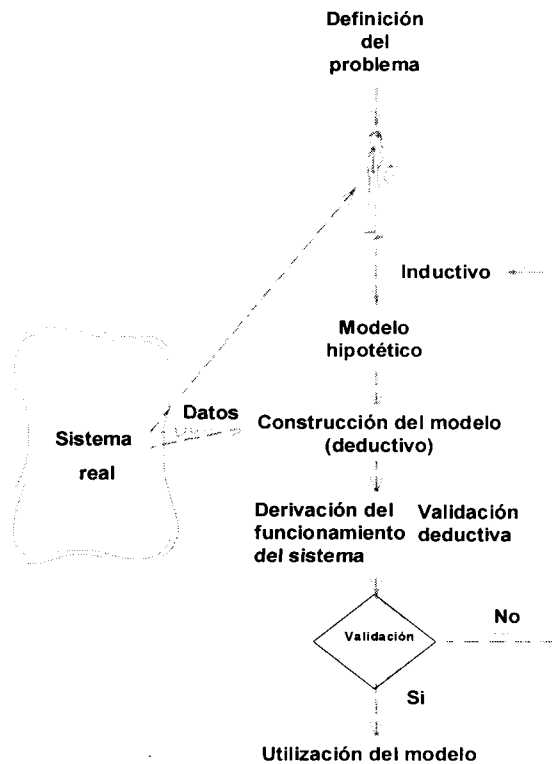 Definición
del
problema
Inductivo
Modelo
hipotético
Datos
Sistema
real
Construcción del modelo
(deductivo)
Derivación del
funcionamiento
del sistema
Validación
deductiva
Validación
No
Si
Utilización del modelo